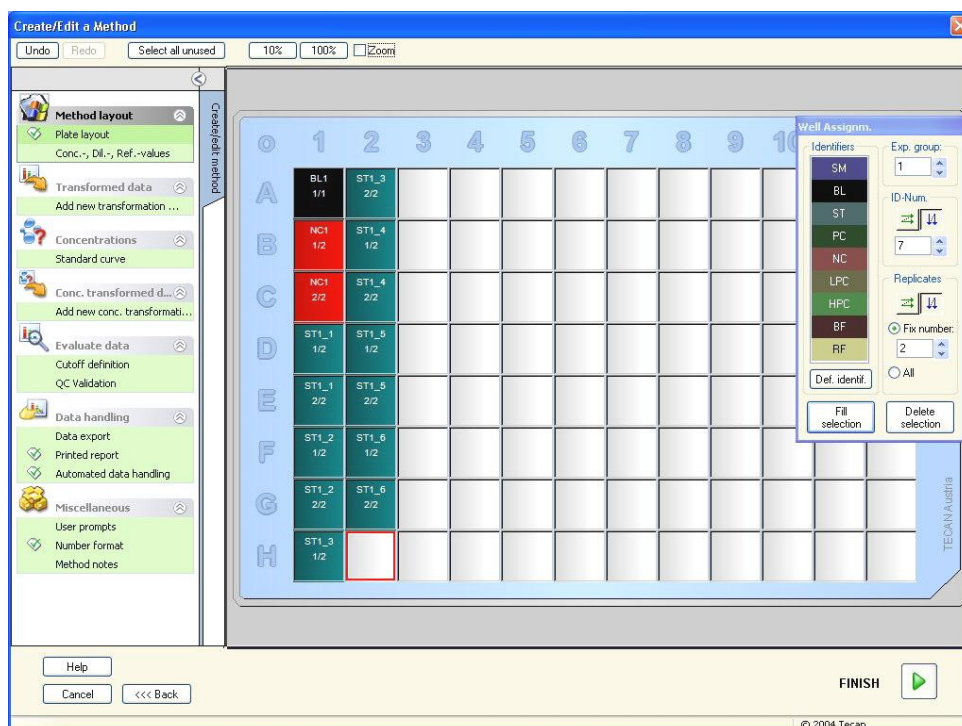 Create/Edit a Method
Undo Redo Select all unused 10% 100% Zoom
Create/edit method
Method layout
Plate layout
Conc.-, Dil.-, Ref.-values
Transformed data
Add new transformation ...
Concentrations
Standard curve
Conc. transformed d...
Add new conc. transformati...
Evaluate data
Cutoff definition
QC Validation
Data handling
Data export
Printed report
Automated data handling
Miscellaneous
User prompts
Number format
Method notes
o 1 2 3 4 5 6 7 8 9 10
A
BL1 ST1_3
1/1 2/2
B
NC1 ST1_4
1/2 1/2
C
NC1 ST1_4
2/2 2/2
D
ST1_1 ST1_5
1/2 1/2
E
ST1_1 ST1_5
2/2 2/2
F
ST1_2 ST1_6
1/2 1/2
G
ST1_2 ST1_6
2/2 2/2
H
ST1_3
1/2
TECAN Austria
Well Assignm.
Identifiers
SM
BL
ST
PC
NC
LPC
HPC
BF
RF
Def. identif.
Exp. group:
1
ID-Num.
7
Replicates
Fix number:
2
All
Fill selection
Delete selection
Help
Cancel <<< Back
FINISH
© 2004 Tecan